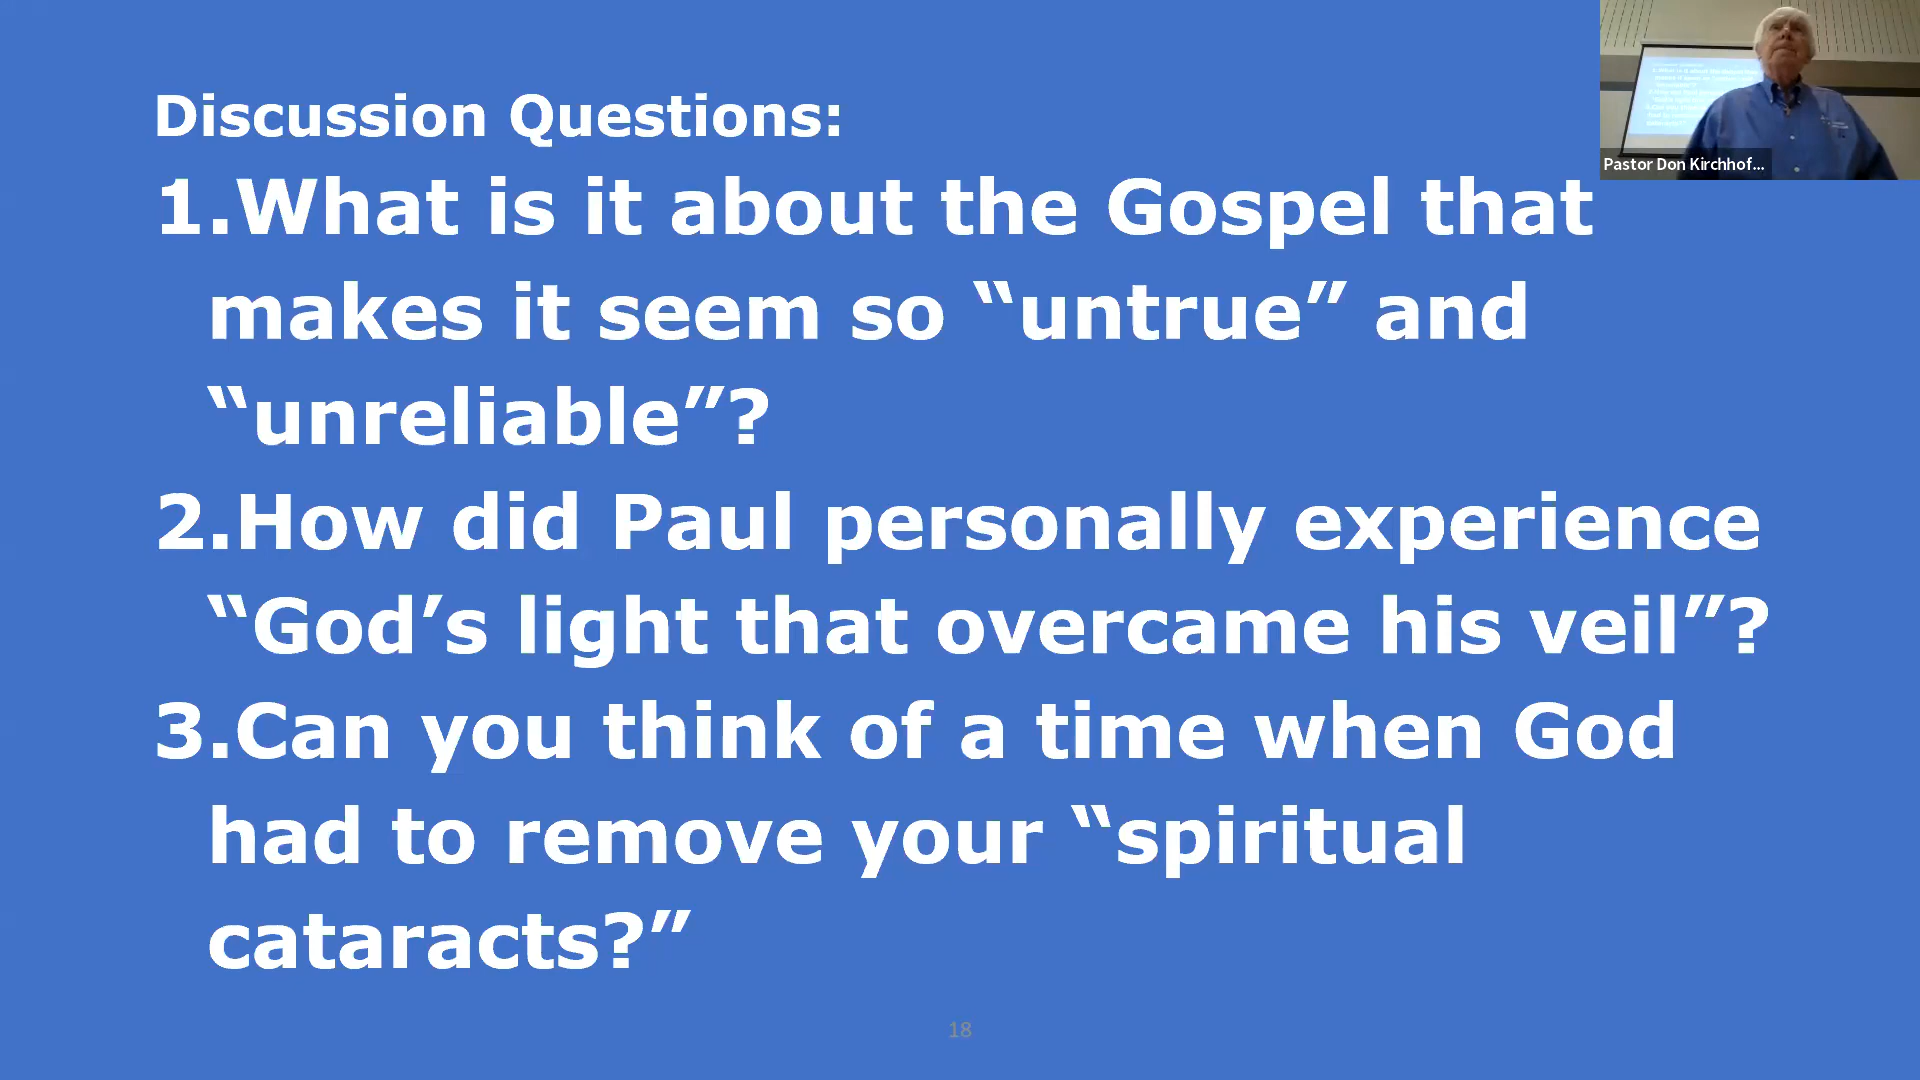 Discussion Questions:
1.What is it about the Gospel that
makes it seem so “untrue” and
“unreliable”?
2.How did Paul personally experience
“God’s light that overcame his veil”?
3.Can you think of a time when God
had to remove your “spiritual
cataracts?”
18
Pastor Don Kirchhof...